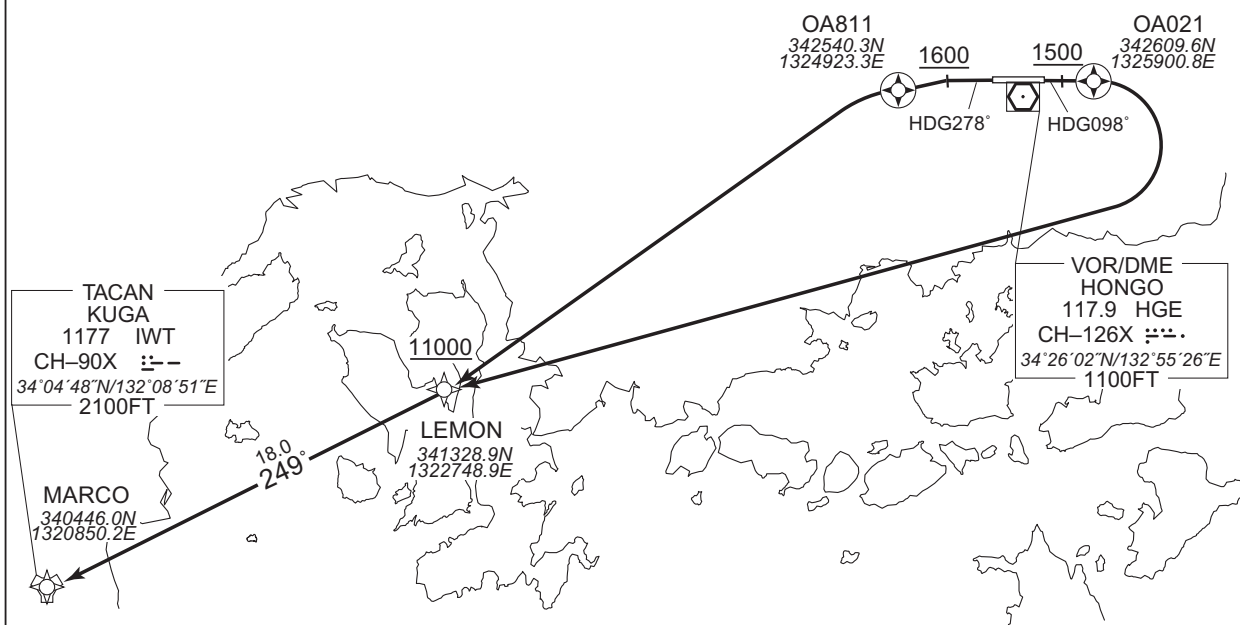 OA811
342540.3N
1324923.3E
1600
1500
OA021
342609.6N
1325900.8E
HDG278°
HDG098°
TACAN
KUGA
1177 IWT
CH–90X
34°04´48˝N/132°08´51˝E
2100FT
VOR/DME
HONGO
117.9 HGE
CH–126X
34°26´02˝N/132°55´26˝E
1100FT
11000
LEMON
341328.9N
1322748.9E
18.0
249°
MARCO
340446.0N
1320850.2E